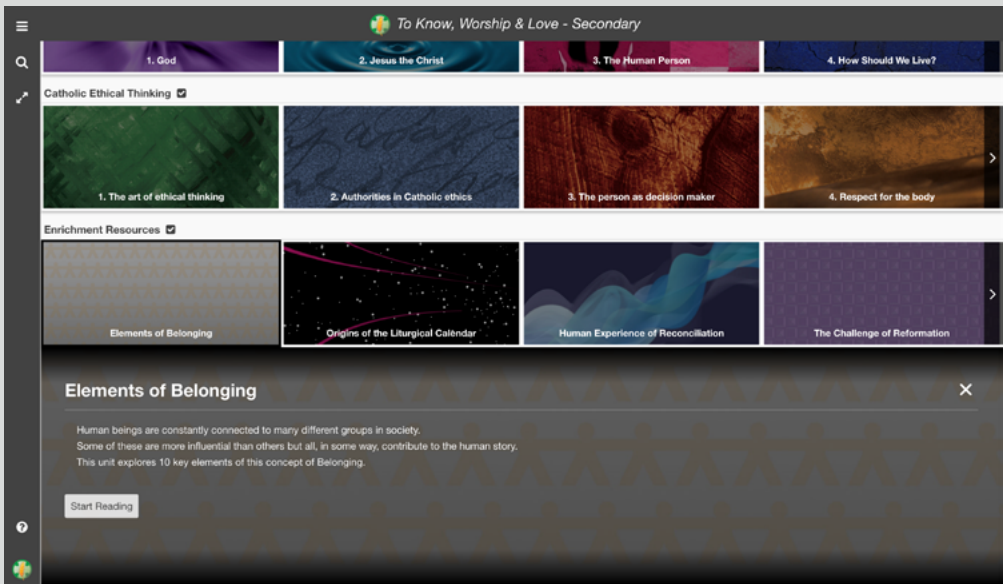 To Know, Worship & Love - Secondary
1. God
2. Jesus the Christ
3. The Human Person
4. How Should We Live?
Catholic Ethical Thinking
1. The art of ethical thinking
2. Authorities in Catholic ethics
3. The person as decision maker
4. Respect for the body
Enrichment Resources
Elements of Belonging
Origins of the Liturgical Calendar
Human Experience of Reconciliation
The Challenge of Reformation
Elements of Belonging
Human beings are constantly connected to many different groups in society.
Some of these are more influential than others but all, in some way, contribute to the human story.
This unit explores 10 key elements of this concept of Belonging.
Start Reading